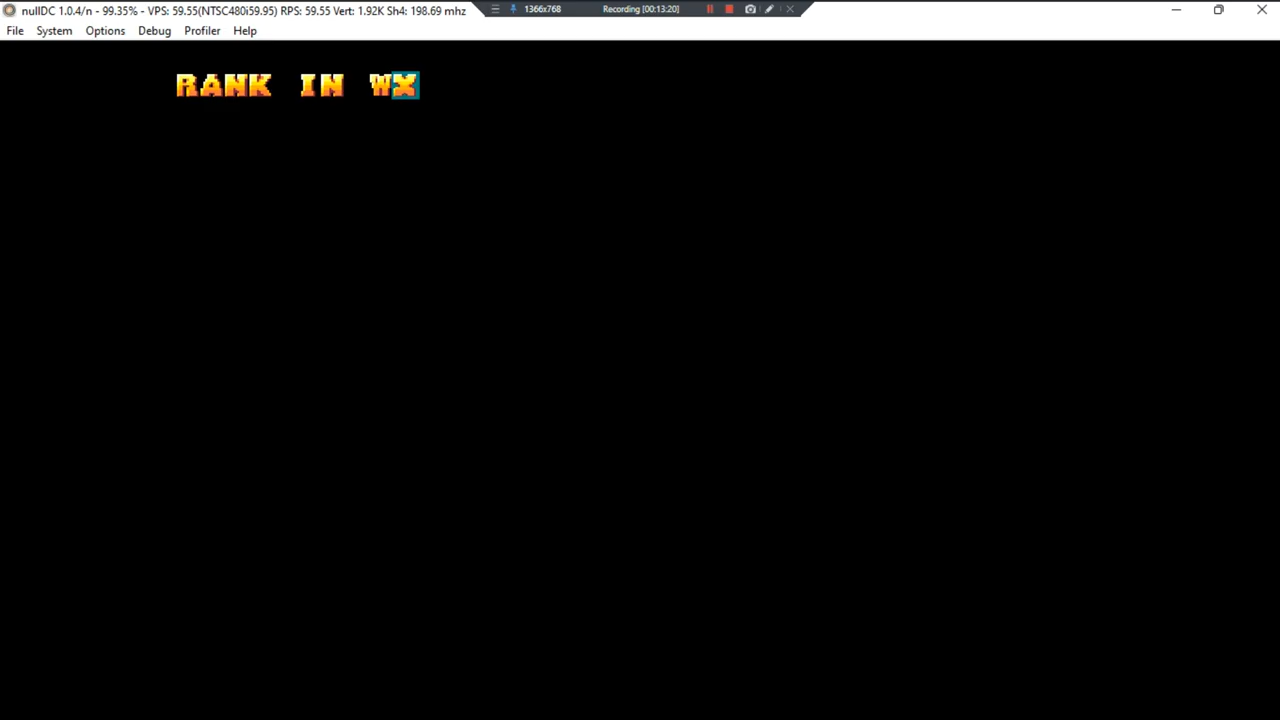 nullDC 1.0.4/n - 99.35% - VPS: 59.55(NTSC480i59.95) RPS: 59.55 Vert: 1.92K Sh4: 198.69 mhz
1366x768 Recording [00:13:20]
File System Options Debug Profiler Help
RANK IN WX